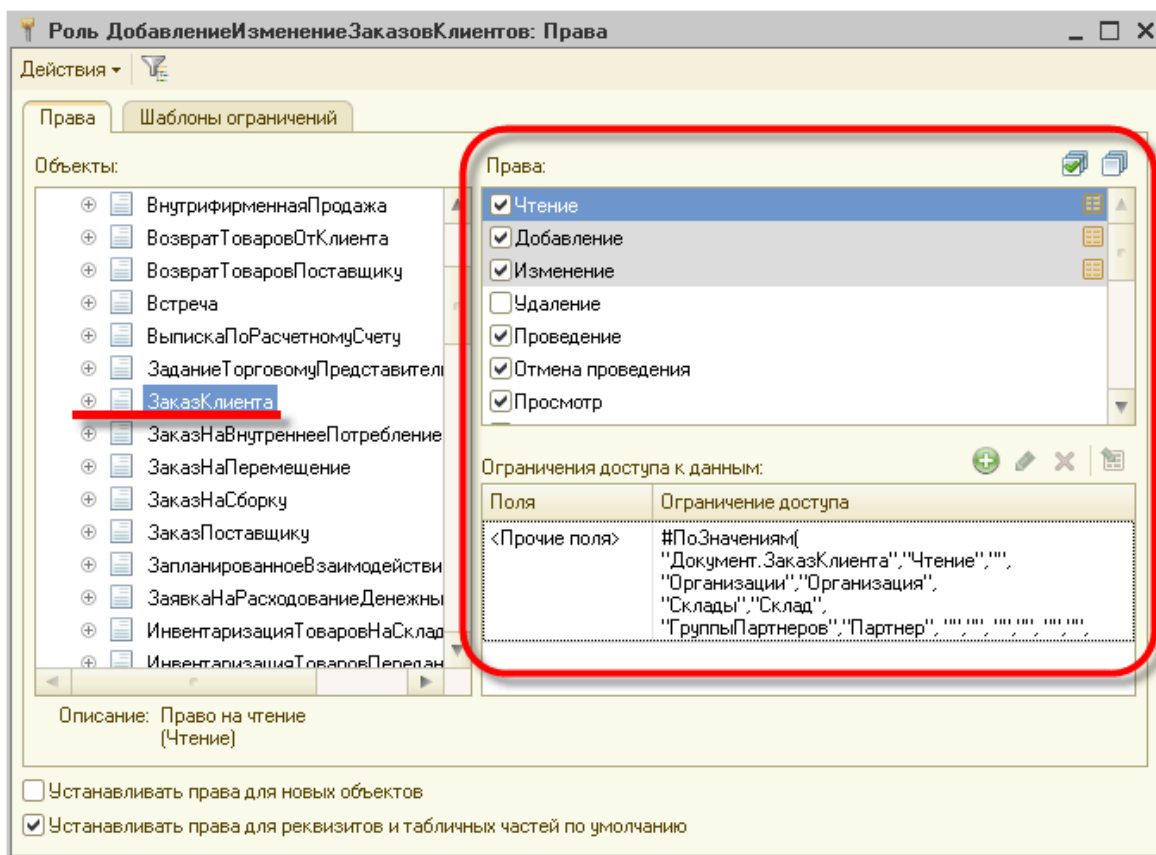 Роль ДобавлениеИзменениеЗаказовКлиентов: Права
Действия
Права
Шаблоны ограничений
Объекты:
ВнутрифирменнаяПродажа
ВозвратТоваровОтКлиента
ВозвратТоваровПоставщику
Встреча
ВыпискаПоРасчетномуСчету
ЗаданиеТорговомуПредставител
ЗаказКлиента
ЗаказНаВнутреннееПотребление
ЗаказНаПеремещение
ЗаказНаСборку
ЗаказПоставщику
ЗапланированноеВзаимодействи
ЗаявкаНаРасходованиеДенежны
ИнвентаризацияТоваровНаСклад
ИнвентаризацияТоваровПередан
Права:
Чтение
Добавление
Изменение
Удаление
Проведение
Отмена проведения
Просмотр
Ограничения доступа к данным:
Поля
Ограничение доступа
<Прочие поля>
#ПоЗначениям(
"Документ.ЗаказКлиента","Чтение","",
"Организации","Организация",
"Склады","Склад",
"ГруппыПартнеров","Партнер", "","", "","", "","",
Описание: Право на чтение
(Чтение)
Устанавливать права для новых объектов
Устанавливать права для реквизитов и табличных частей по умолчанию